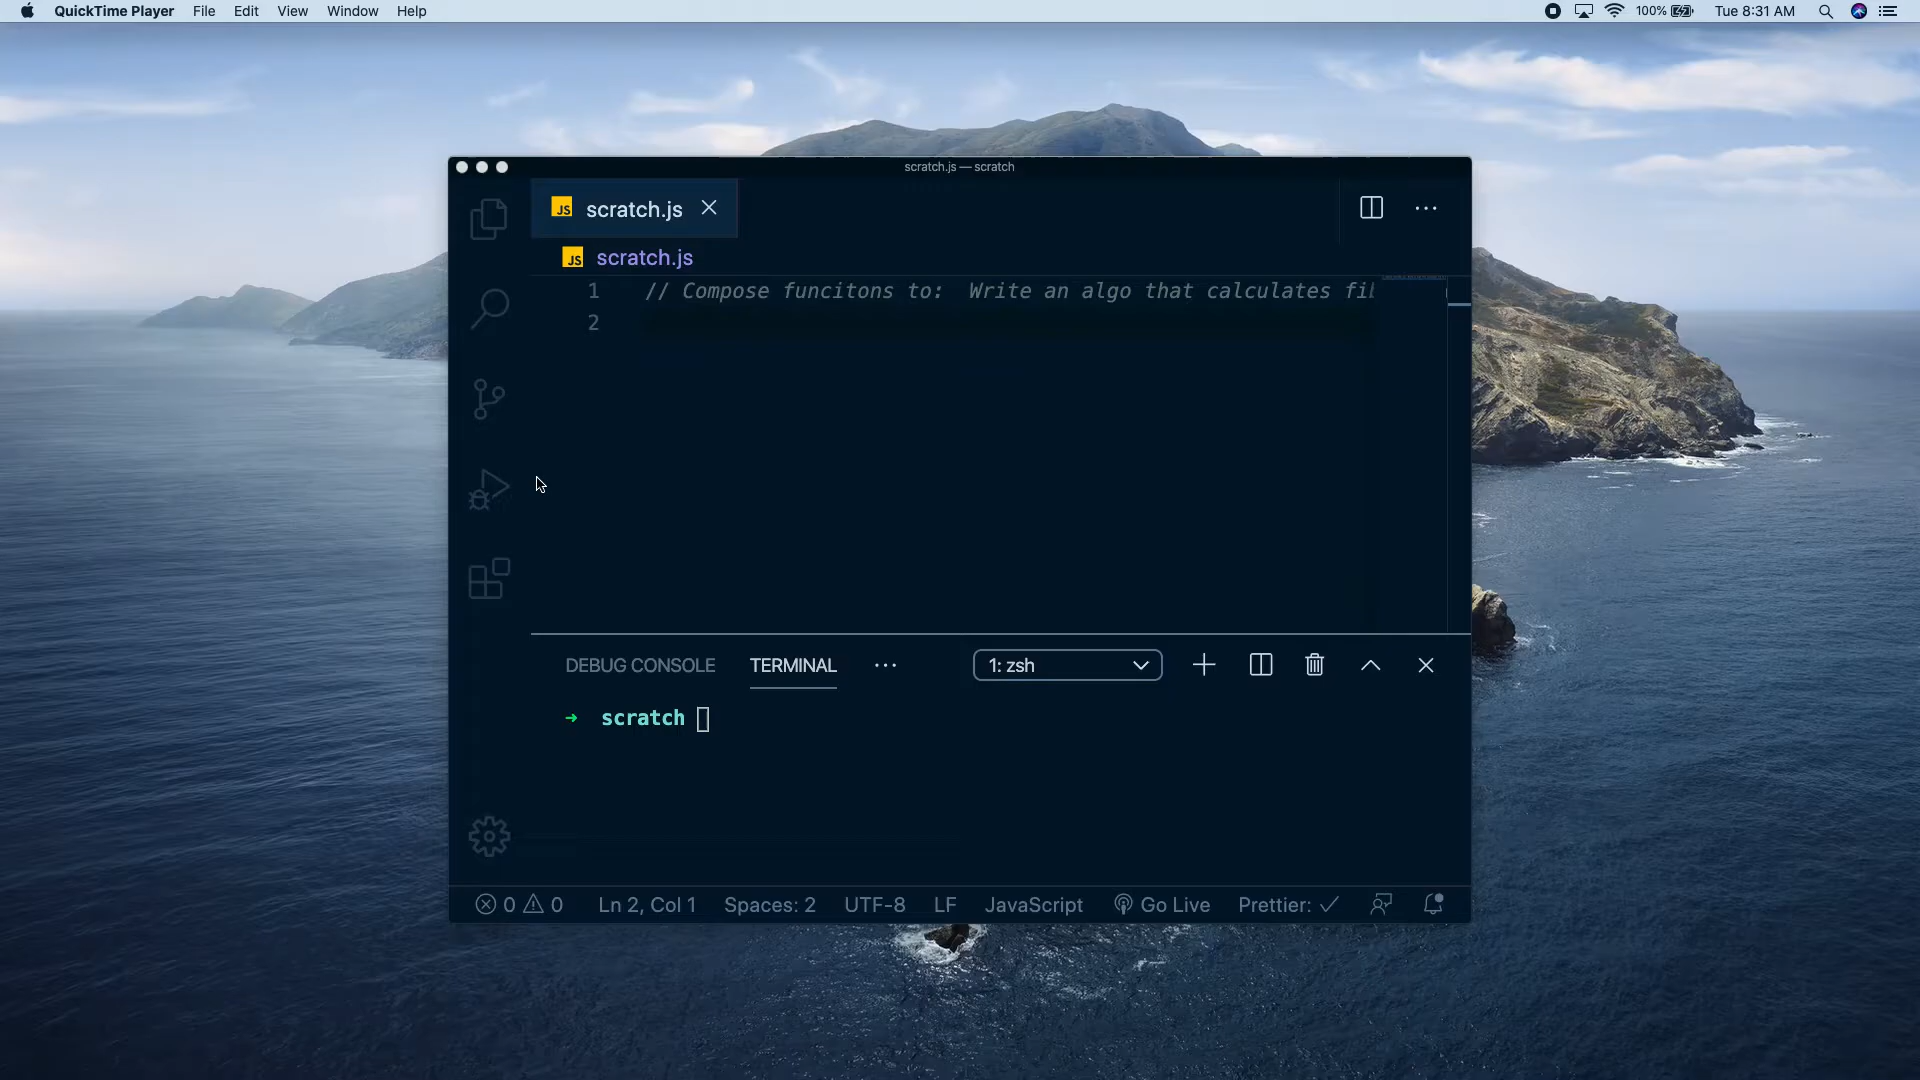 QuickTime Player File Edit View Window Help 100% Tue 8:31 AM
scratch.js — scratch
JS scratch.js
JS scratch.js
1 // Compose funcitons to:  Write an algo that calculates
2
DEBUG CONSOLE TERMINAL ··· 1: zsh
➜ scratch
0 0 Ln 2, Col 1 Spaces: 2 UTF-8 LF JavaScript Go Live Prettier: ✓